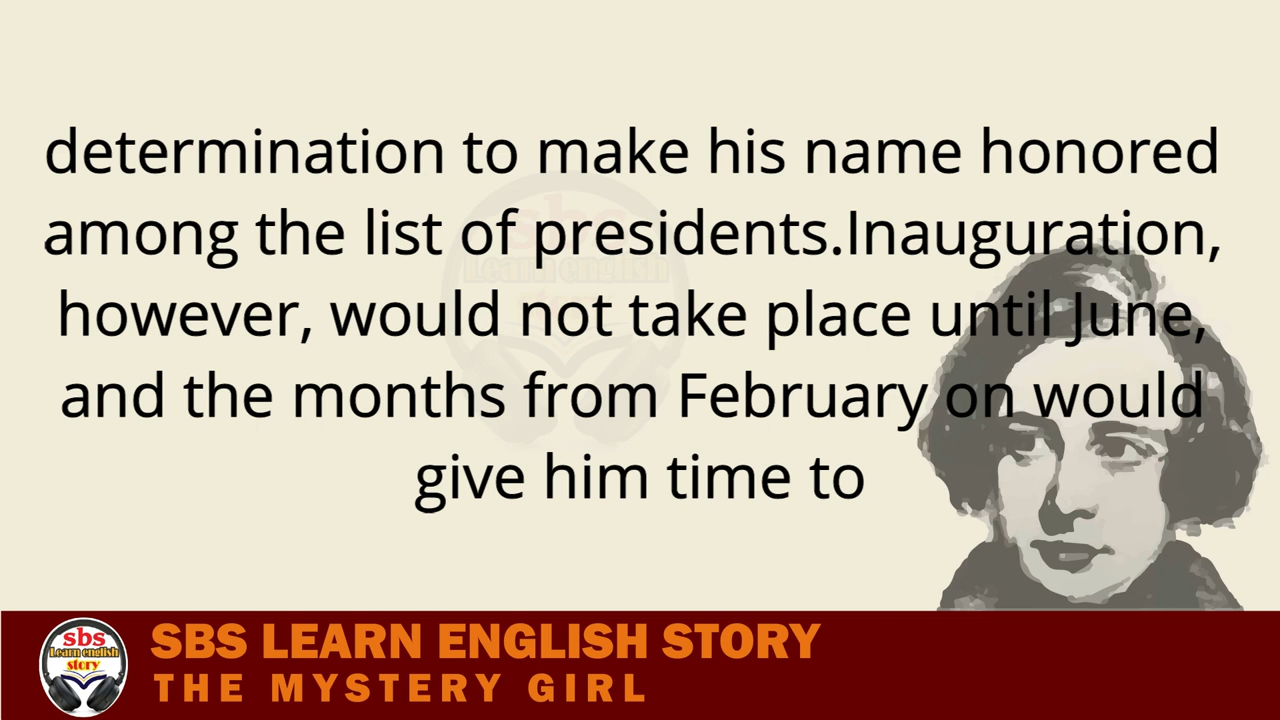 determination to make his name honored
among the list of presidents.Inauguration,
however, would not take place until June,
and the months from February on would
give him time to
sbs
Learn english
story
SBS LEARN ENGLISH STORY
THE MYSTERY GIRL